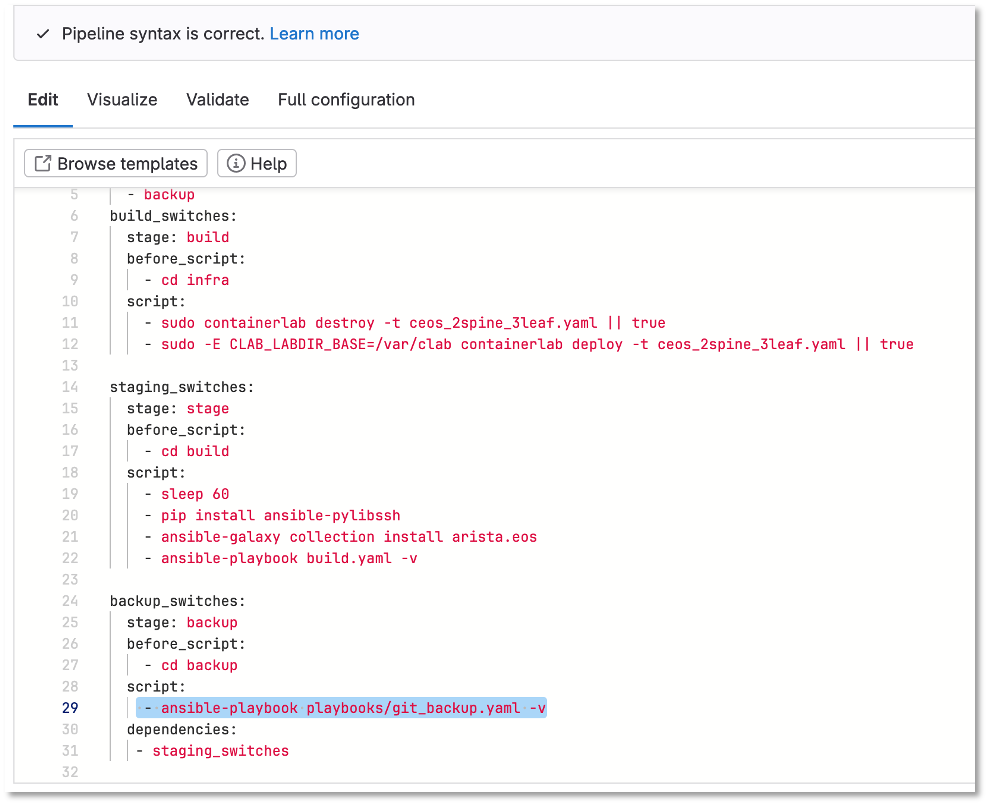 Pipeline syntax is correct. Learn more
Edit Visualize Validate Full configuration
Browse templates Help
5 - backup
6 build_switches:
7 stage: build
8 before_script:
9 - cd infra
10 script:
11 - sudo containerlab destroy -t ceos_2spine_3leaf.yaml || true
12 - sudo -E CLAB_LABDIR_BASE=/var/clab containerlab deploy -t ceos_2spine_3leaf.yaml || true
13
14 staging_switches:
15 stage: stage
16 before_script:
17 - cd build
18 script:
19 - sleep 60
20 - pip install ansible-pylibssh
21 - ansible-galaxy collection install arista.eos
22 - ansible-playbook build.yaml -v
23
24 backup_switches:
25 stage: backup
26 before_script:
27 - cd backup
28 script:
29 - ansible-playbook playbooks/git_backup.yaml -v
30 dependencies:
31 - staging_switches
32